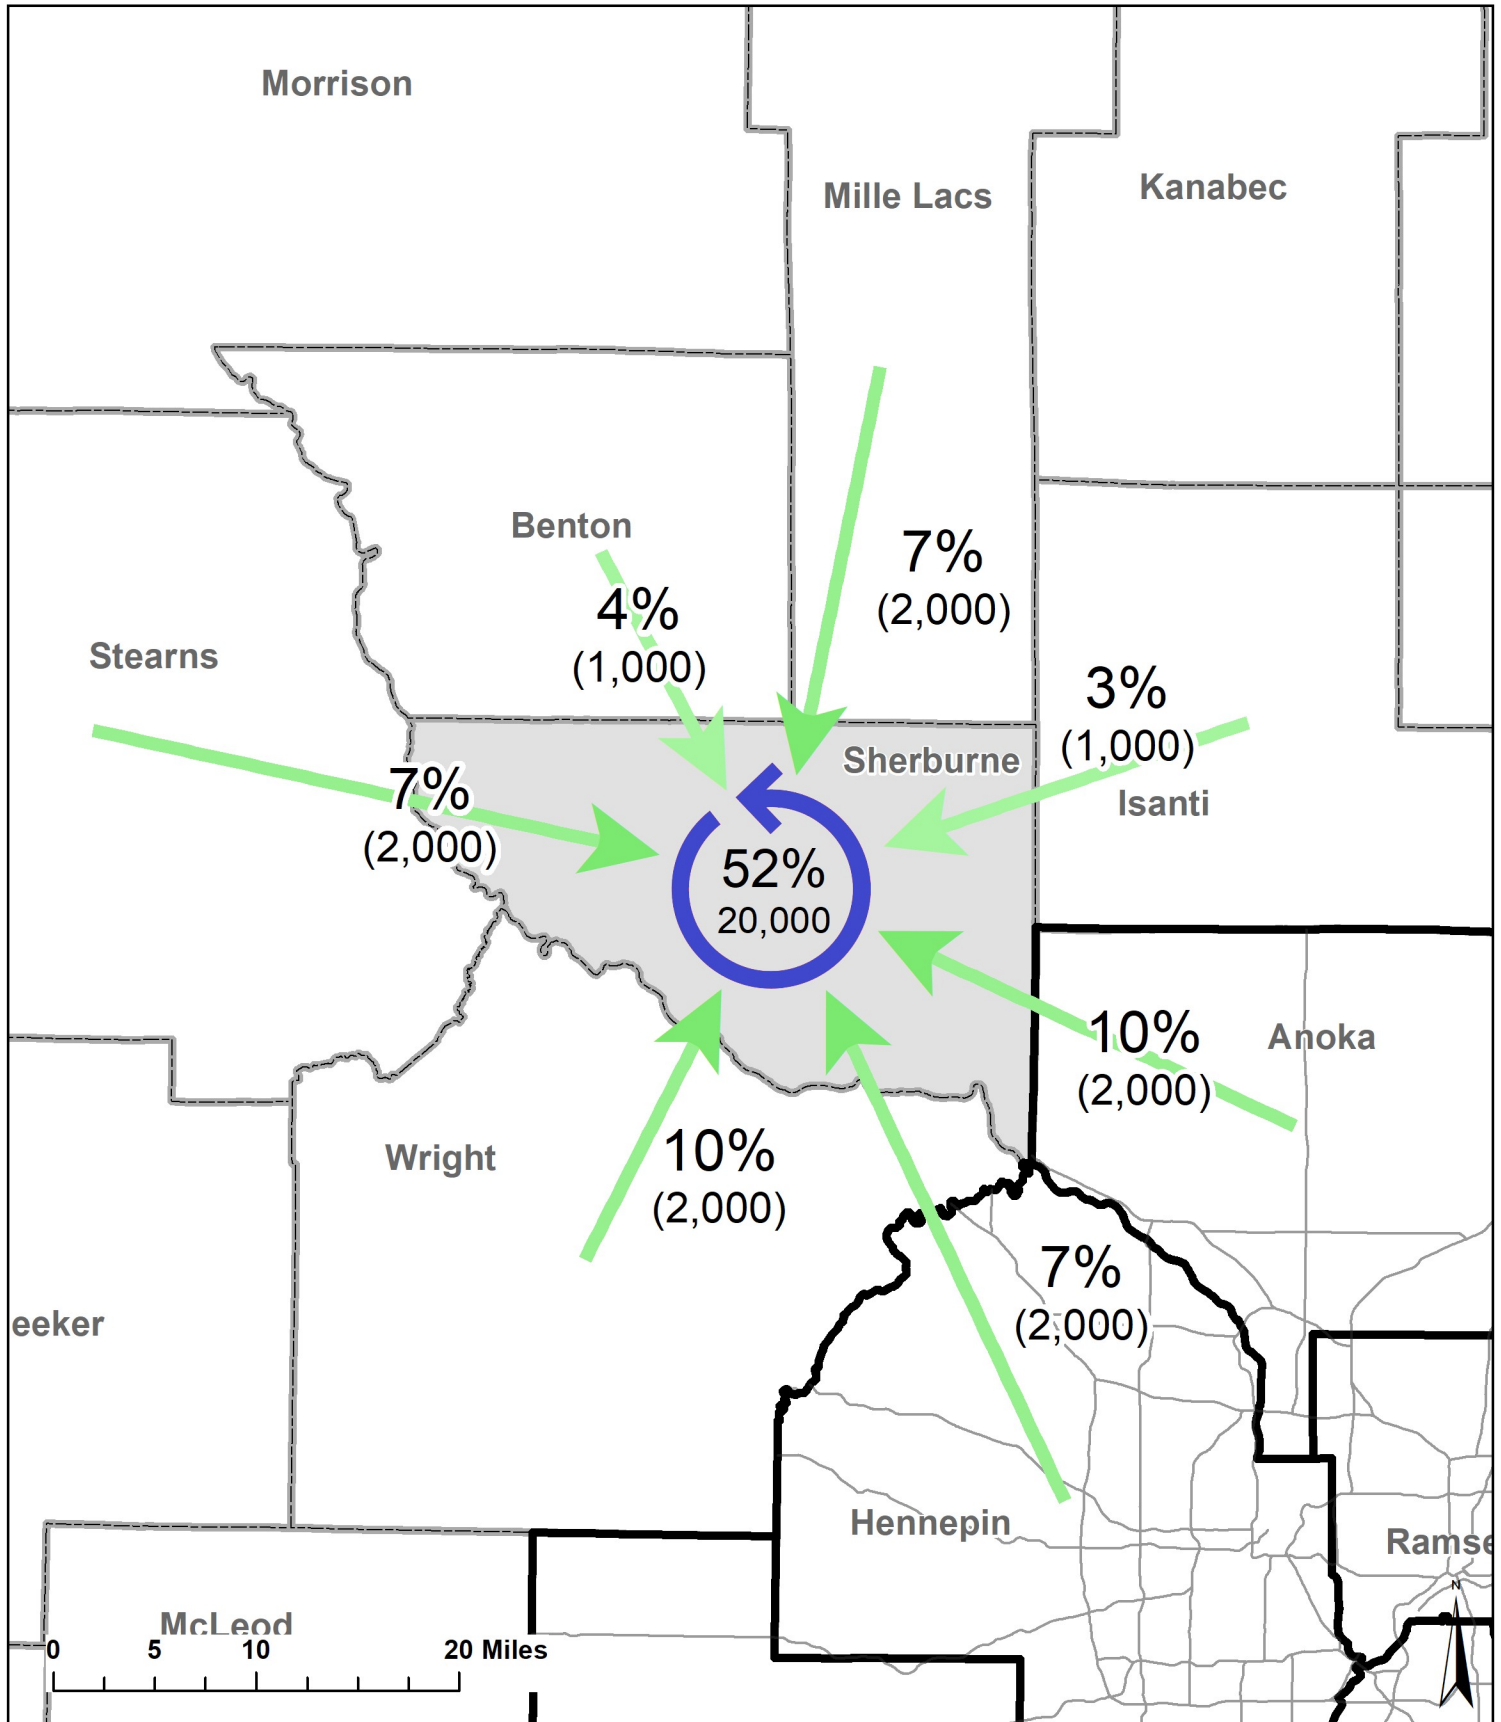 Morrison
Mille Lacs
Kanabec
Benton
7%
(2,000)
4%
(1,000)
Stearns
3%
(1,000)
Sherburne
Isanti
7%
(2,000)
52%
20,000
10%
(2,000)
Anoka
Wright
10%
(2,000)
7%
(2,000)
eeker
Hennepin
Ramse
N
McLeod
0 5 10 20 Miles